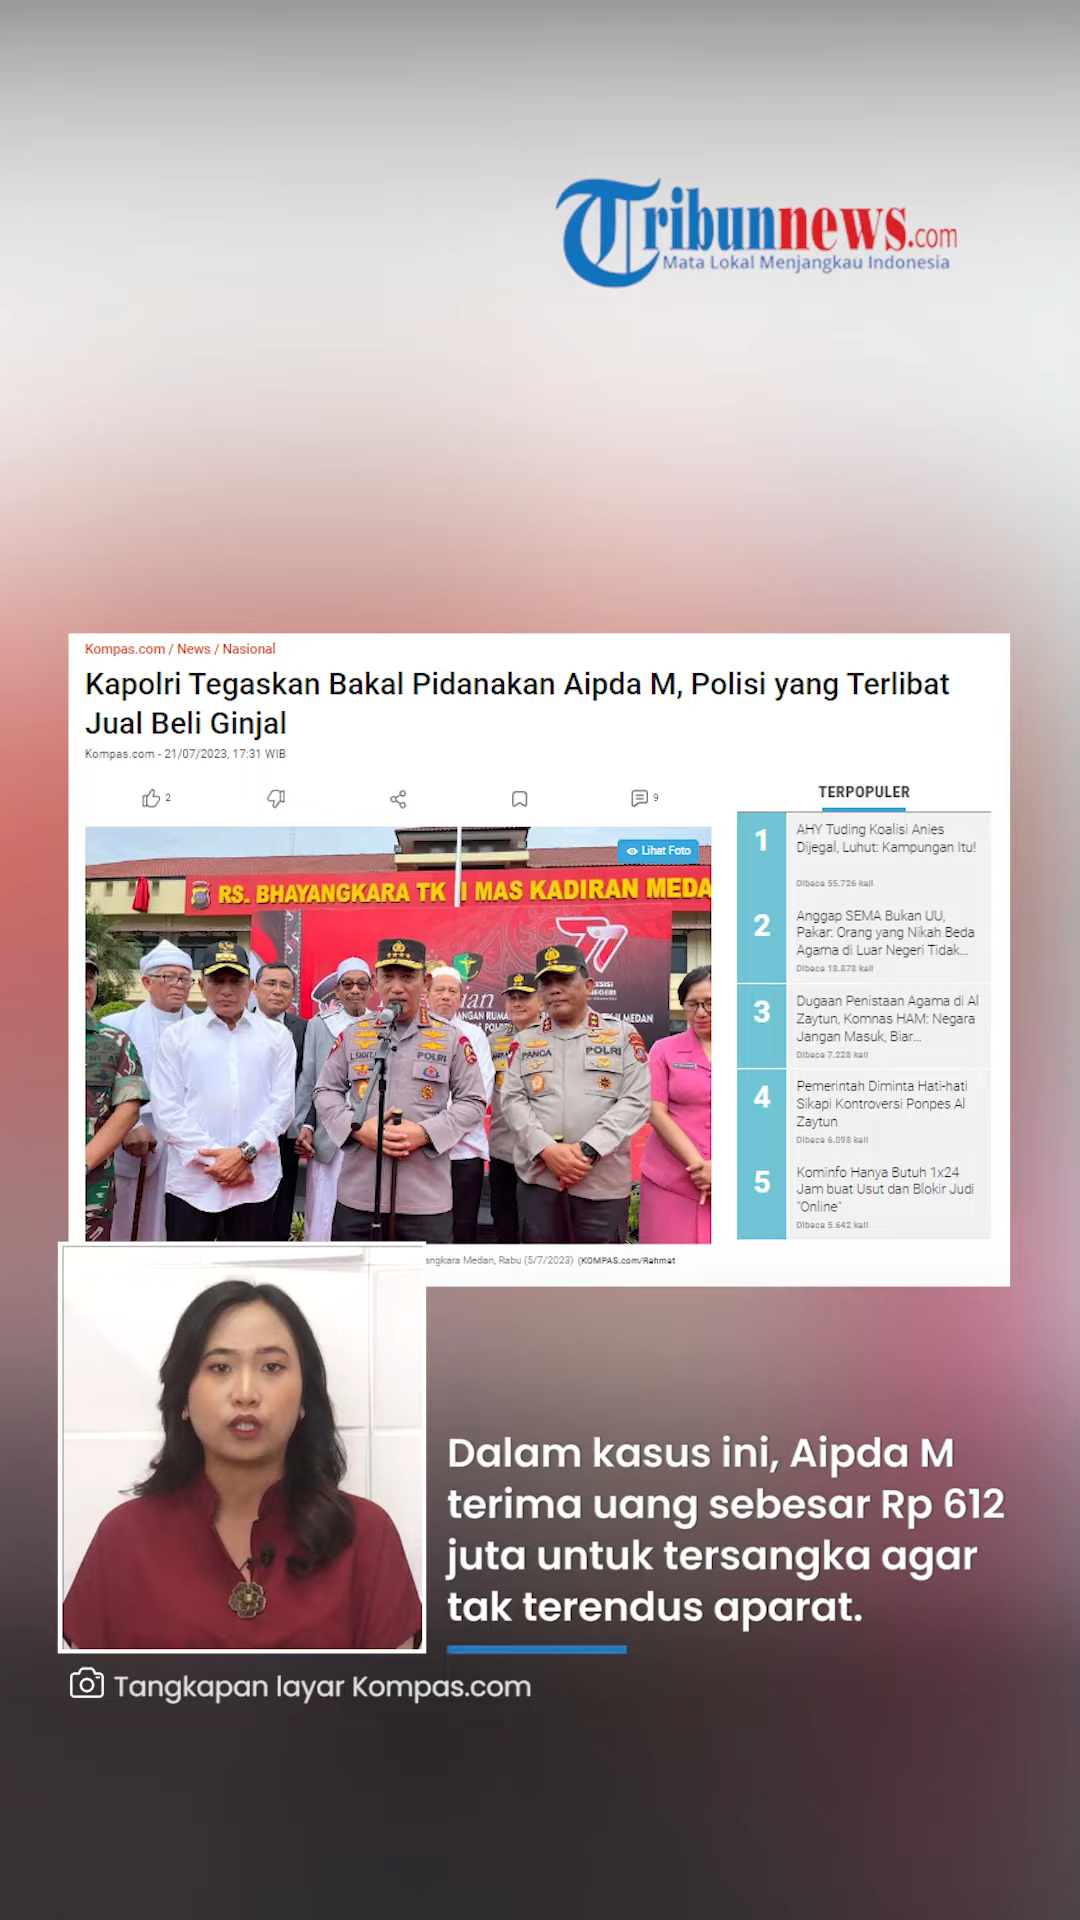 Tribunnews.com
Mata Lokal Menjangkau Indonesia
Kompas.com / News / Nasional
Kapolri Tegaskan Bakal Pidanakan Aipda M, Polisi yang Terlibat
Jual Beli Ginjal
Kompas.com - 21/07/2023, 17:31 WIB
2
9
Lihat Foto
RS. BHAYANGKARA TK II MAS KADIRAN MEDA
77
L SIGIT
POLRI
PANCA
POLRI
II MEDAN
angkara Medan, Rabu (5/7/2023) (KOMPAS.com/Rahmat
TERPOPULER
1
AHY Tuding Koalisi Anies
Dijegal, Luhut: Kampungan Itu!
Dibaca 55.726 kali
2
Anggap SEMA Bukan UU,
Pakar: Orang yang Nikah Beda
Agama di Luar Negeri Tidak...
Dibaca 18.878 kali
3
Dugaan Penistaan Agama di Al
Zaytun, Komnas HAM: Negara
Jangan Masuk, Biar...
Dibaca 7.228 kali
4
Pemerintah Diminta Hati-hati
Sikapi Kontroversi Ponpes Al
Zaytun
Dibaca 6.098 kali
5
Kominfo Hanya Butuh 1x24
Jam buat Usut dan Blokir Judi
"Online"
Dibaca 5.642 kali
Dalam kasus ini, Aipda M
terima uang sebesar Rp 612
juta untuk tersangka agar
tak terendus aparat.
Tangkapan layar Kompas.com